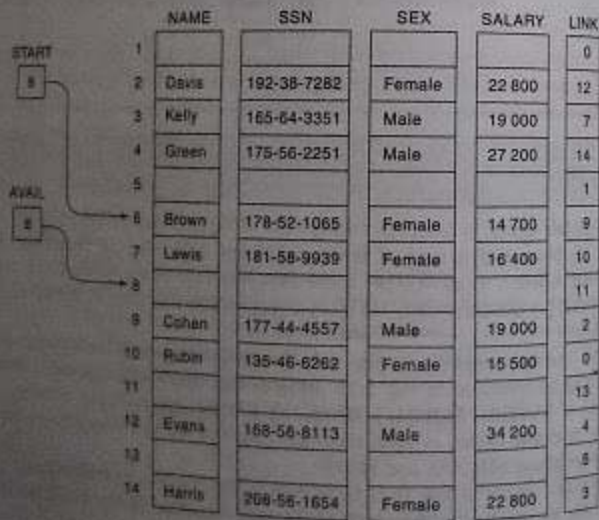 NAME SSN SEX SALARY LINK
START
1 0
2 Davis 192-38-7282 Female 22 800 12
3 Kelly 165-64-3351 Male 19 000 7
4 Green 175-56-2251 Male 27 200 14
5 1
AVAIL
6 Brown 178-52-1065 Female 14 700 9
8
7 Lewis 181-58-9939 Female 16 400 10
8 11
9 Cohen 177-44-4557 Male 19 000 2
10 Rubin 135-46-6262 Female 15 500 0
11 13
12 Evans 168-56-8113 Male 34 200 4
13 5
14 Harris 208-56-1654 Female 22 800 3